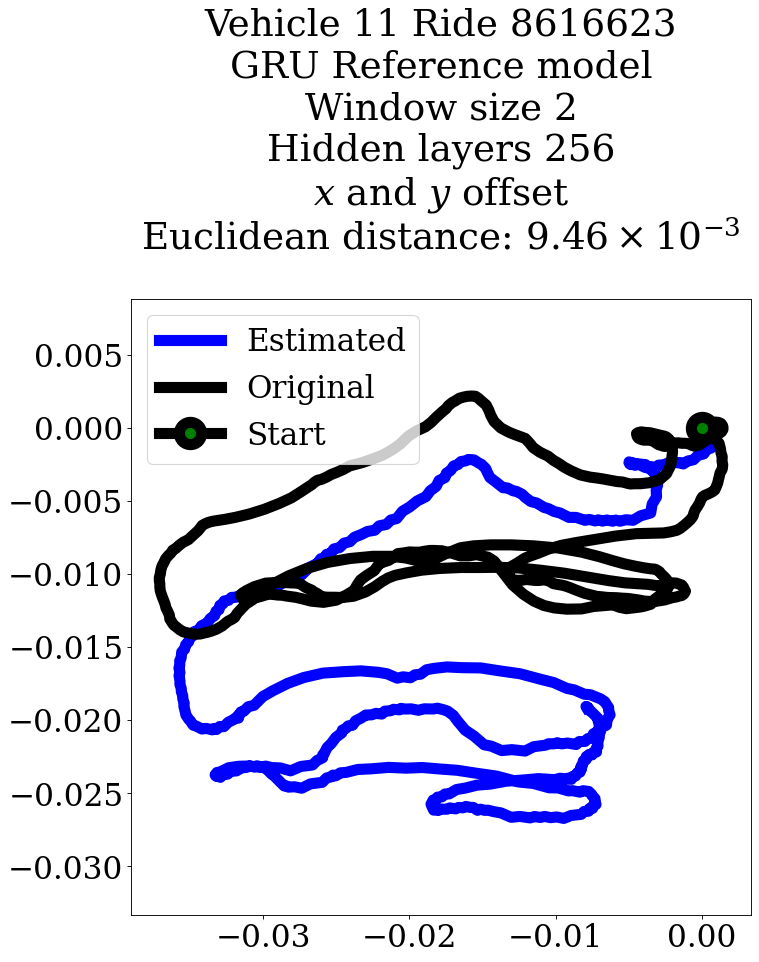 Vehicle 11 Ride 8616623
GRU Reference model
Window size 2
Hidden layers 256
x and y offset
Euclidean distance: 9.46 × 10⁻³
Estimated
Original
Start
0.005
0.000
−0.005
−0.010
−0.015
−0.020
−0.025
−0.030
−0.03 −0.02 −0.01 0.00